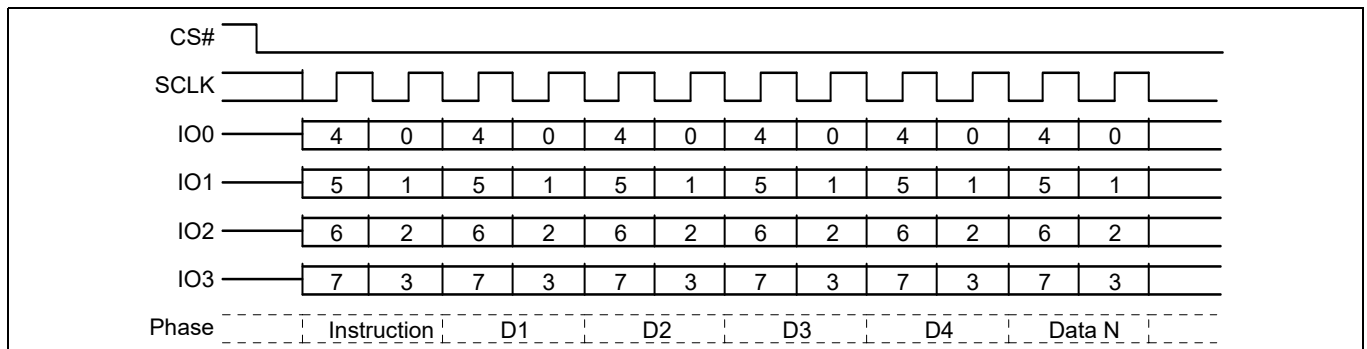 CS#
SCLK
IO0 4 0 4 0 4 0 4 0 4 0 4 0
IO1 5 1 5 1 5 1 5 1 5 1 5 1
IO2 6 2 6 2 6 2 6 2 6 2 6 2
IO3 7 3 7 3 7 3 7 3 7 3 7 3
Phase Instruction D1 D2 D3 D4 Data N